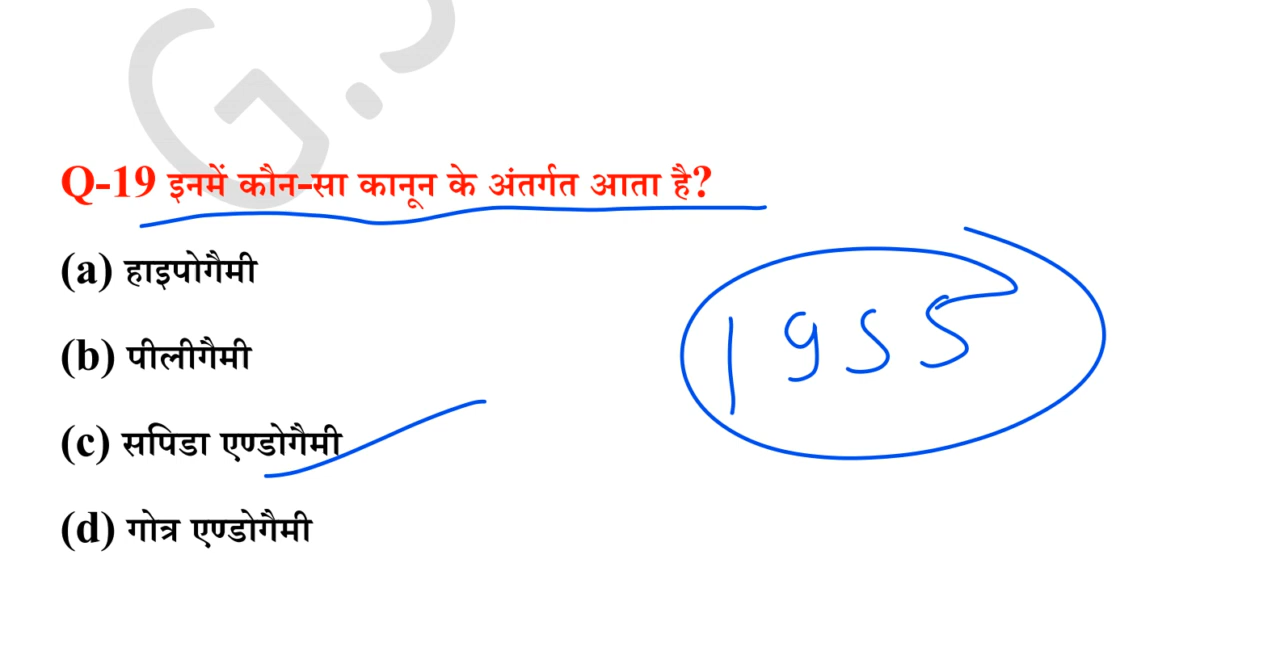 G.S
Q-19 इनमें कौन-सा कानून के अंतर्गत आता है?
(a) हाइपोगैमी
1955
(b) पीलीगैमी
(c) सपिडा एण्डोगैमी
(d) गोत्र एण्डोगैमी